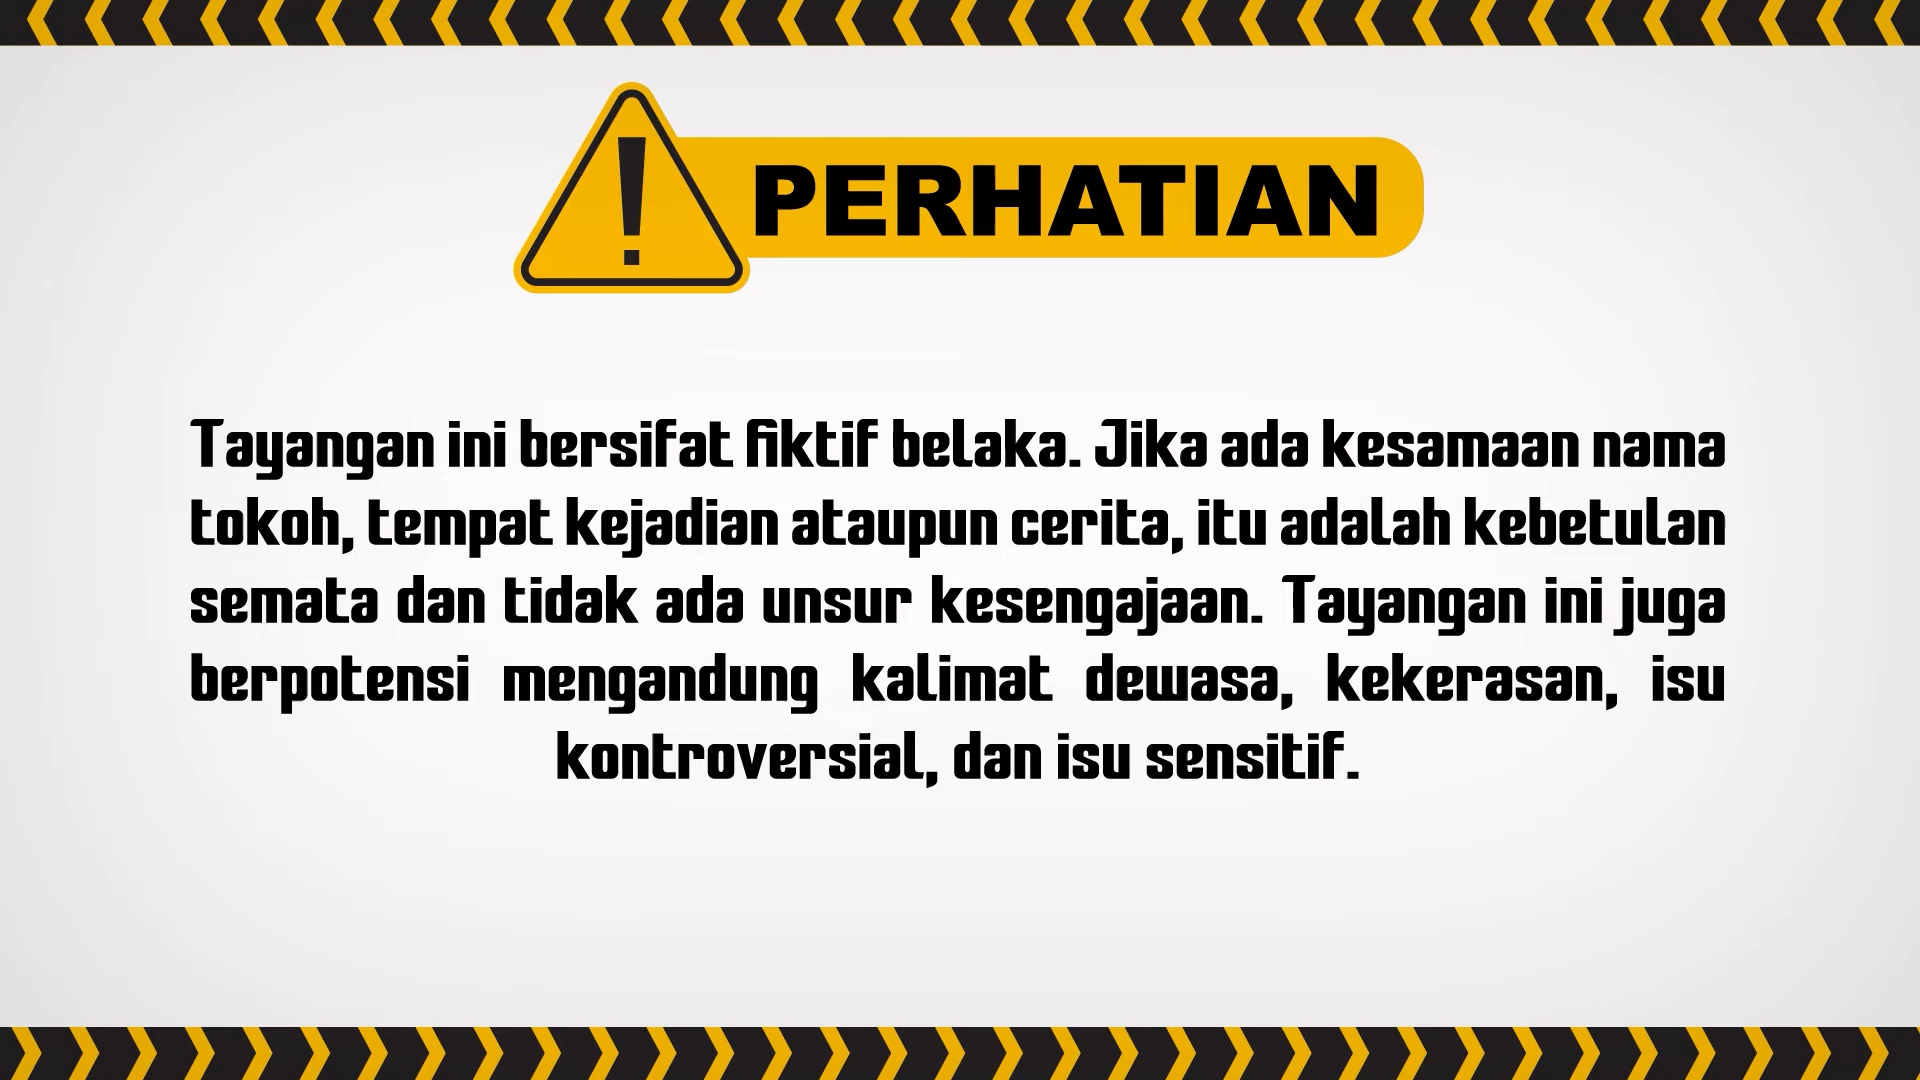 PERHATIAN
Tayangan ini bersifat fiktif belaka. Jika ada kesamaan nama
tokoh, tempat kejadian ataupun cerita, itu adalah kebetulan
semata dan tidak ada unsur kesengajaan. Tayangan ini juga
berpotensi mengandung kalimat dewasa, kekerasan, isu
kontroversial, dan isu sensitif.